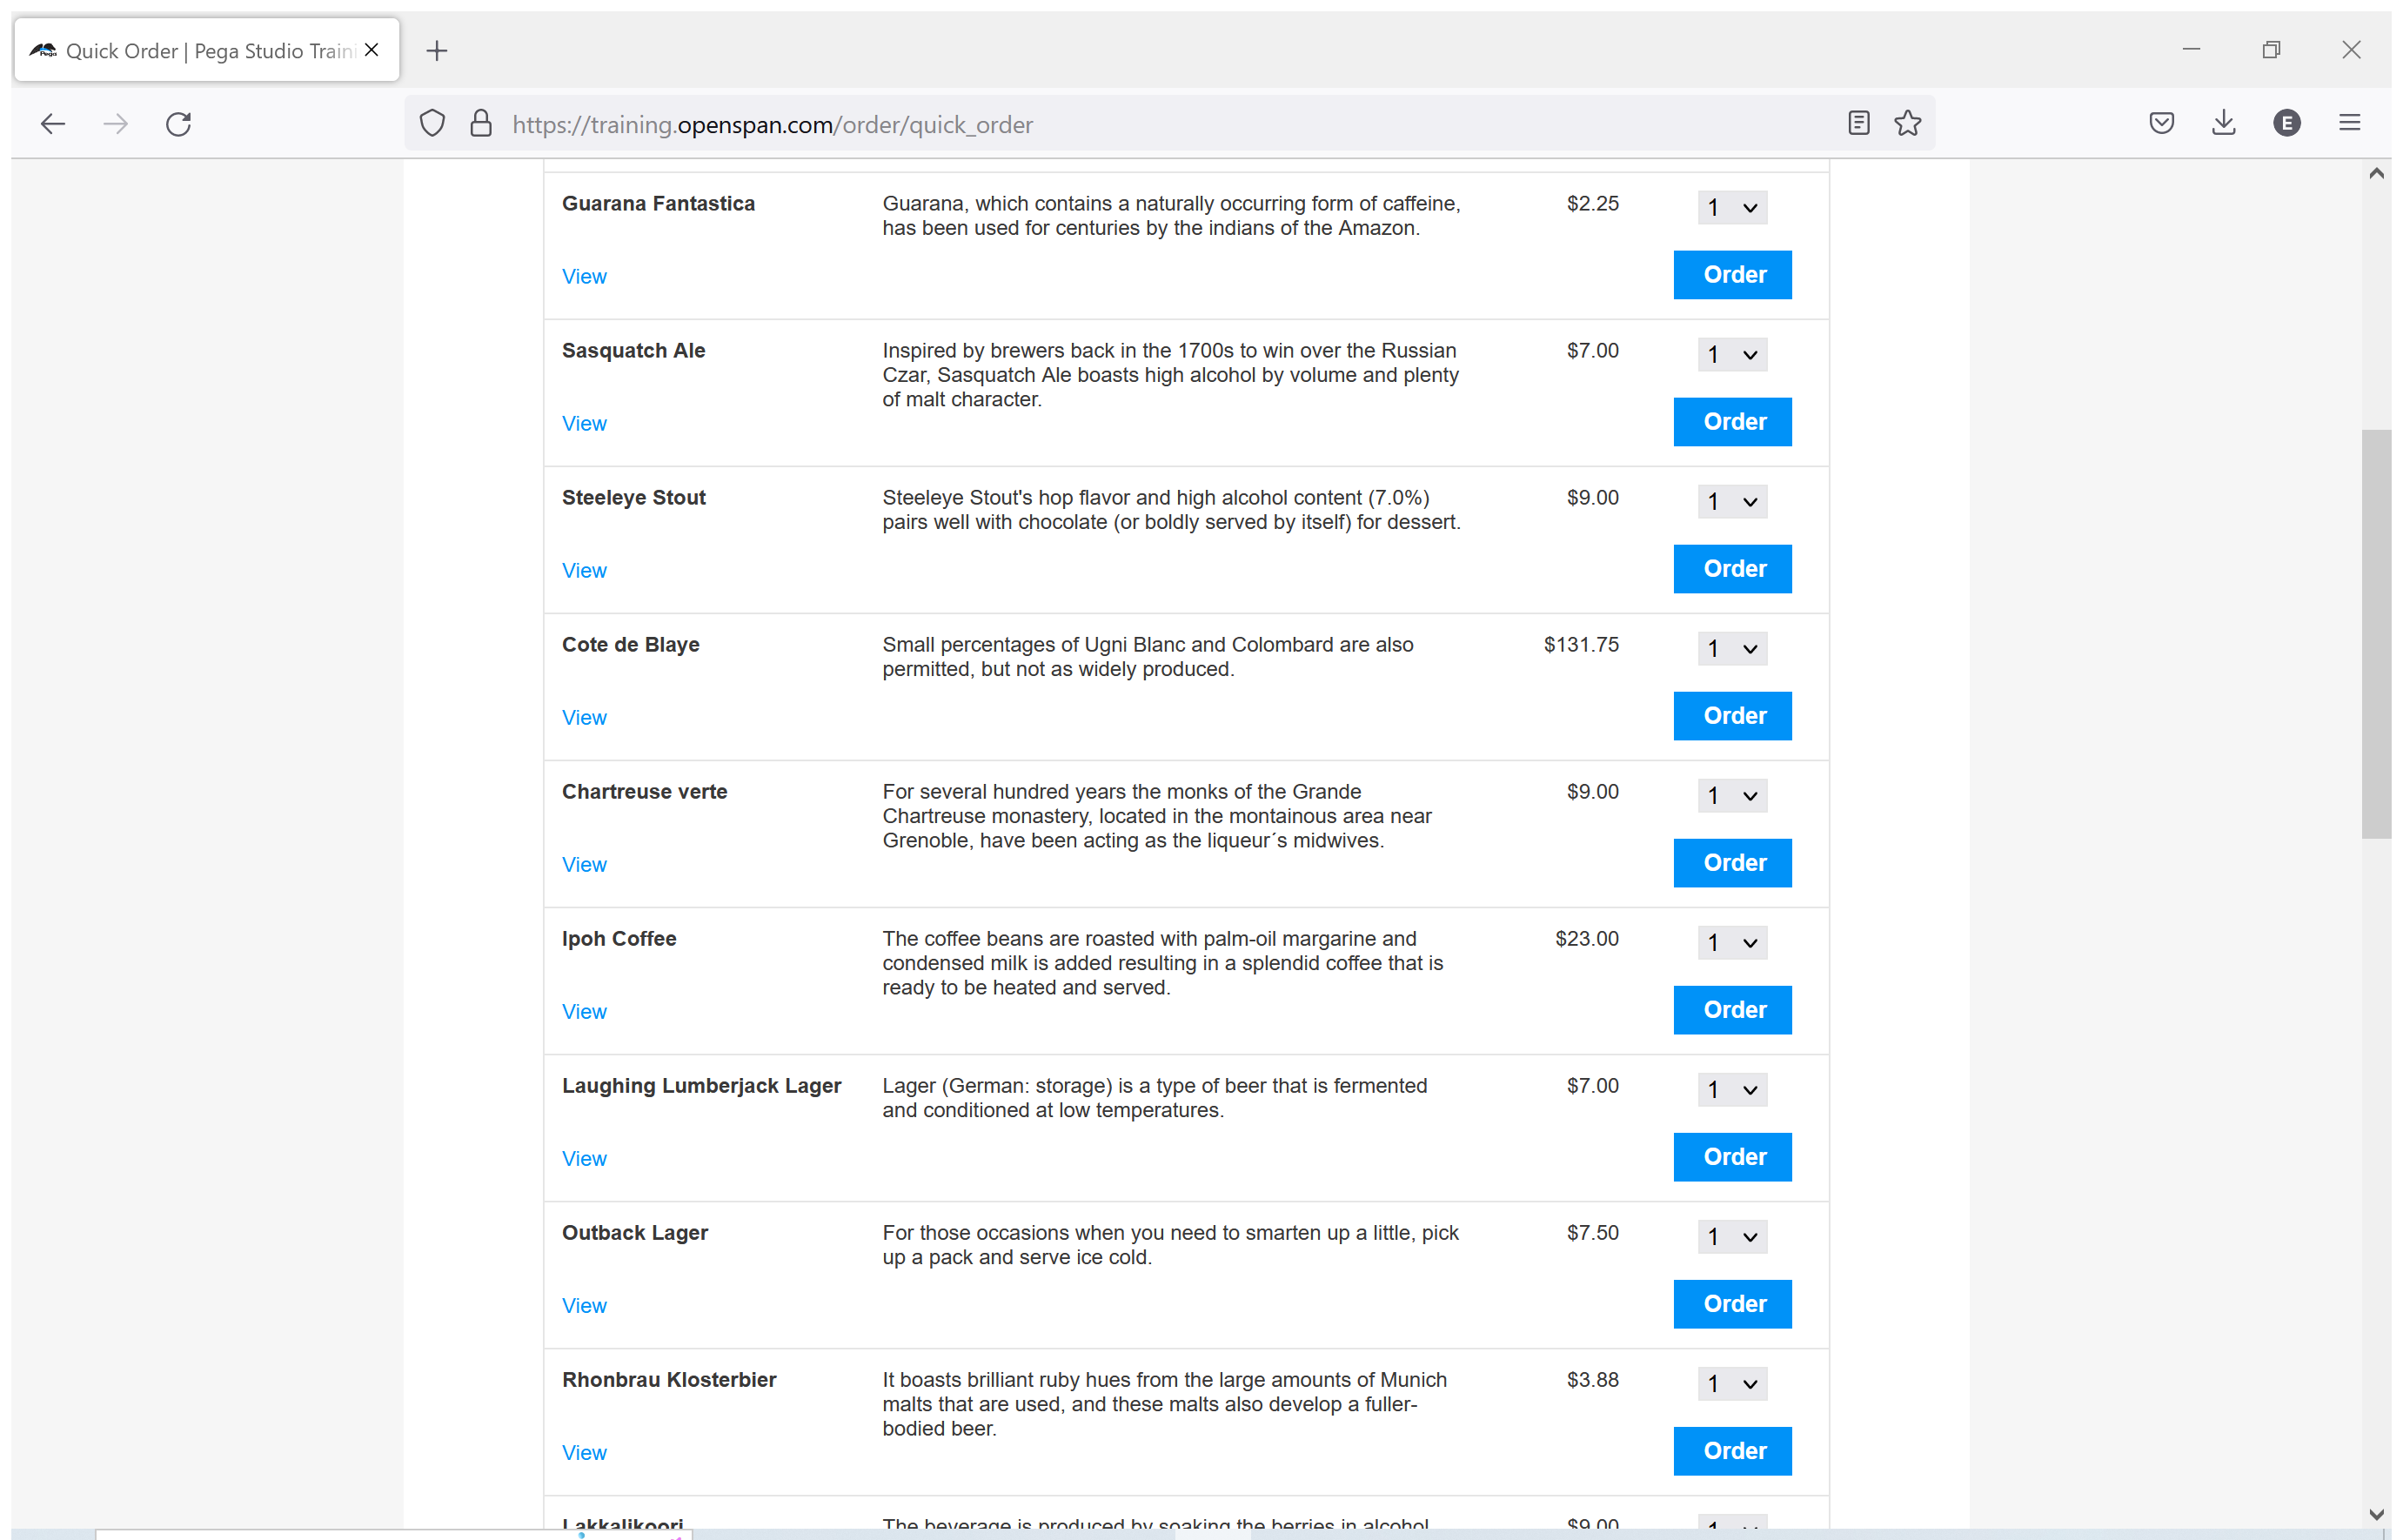 Quick Order | Pega Studio Traini
https://training.openspan.com/order/quick_order
E
Guarana Fantastica
Guarana, which contains a naturally occurring form of caffeine,
has been used for centuries by the indians of the Amazon.
$2.25
1
View
Order
Sasquatch Ale
Inspired by brewers back in the 1700s to win over the Russian
Czar, Sasquatch Ale boasts high alcohol by volume and plenty
of malt character.
$7.00
1
View
Order
Steeleye Stout
Steeleye Stout's hop flavor and high alcohol content (7.0%)
pairs well with chocolate (or boldly served by itself) for dessert.
$9.00
1
View
Order
Cote de Blaye
Small percentages of Ugni Blanc and Colombard are also
permitted, but not as widely produced.
$131.75
1
View
Order
Chartreuse verte
For several hundred years the monks of the Grande
Chartreuse monastery, located in the montainous area near
Grenoble, have been acting as the liqueur´s midwives.
$9.00
1
View
Order
Ipoh Coffee
The coffee beans are roasted with palm-oil margarine and
condensed milk is added resulting in a splendid coffee that is
ready to be heated and served.
$23.00
1
View
Order
Laughing Lumberjack Lager
Lager (German: storage) is a type of beer that is fermented
and conditioned at low temperatures.
$7.00
1
View
Order
Outback Lager
For those occasions when you need to smarten up a little, pick
up a pack and serve ice cold.
$7.50
1
View
Order
Rhonbrau Klosterbier
It boasts brilliant ruby hues from the large amounts of Munich
malts that are used, and these malts also develop a fuller-
bodied beer.
$3.88
1
View
Order
Lakkalikoori
The beverage is produced by soaking the berries in alcohol
$9.00
1